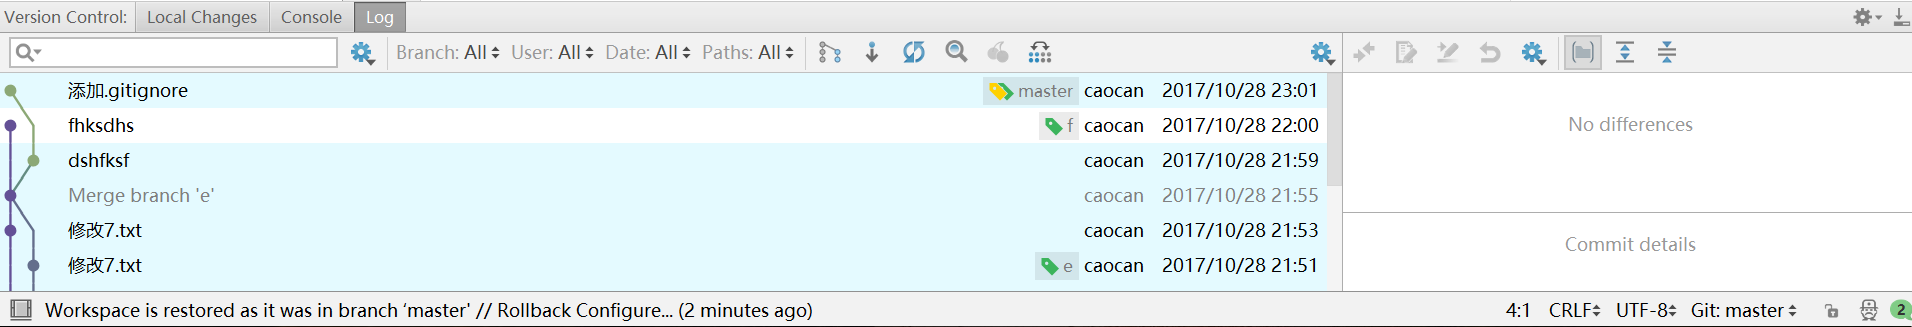 Version Control: Local Changes Console Log
Branch: All User: All Date: All Paths: All
添加.gitignore master caocan 2017/10/28 23:01
fhksdhs f caocan 2017/10/28 22:00
No differences
dshfksf caocan 2017/10/28 21:59
Merge branch 'e' caocan 2017/10/28 21:55
修改7.txt caocan 2017/10/28 21:53
Commit details
修改7.txt e caocan 2017/10/28 21:51
Workspace is restored as it was in branch ‘master’ // Rollback Configure... (2 minutes ago) 4:1 CRLF UTF-8 Git: master 2